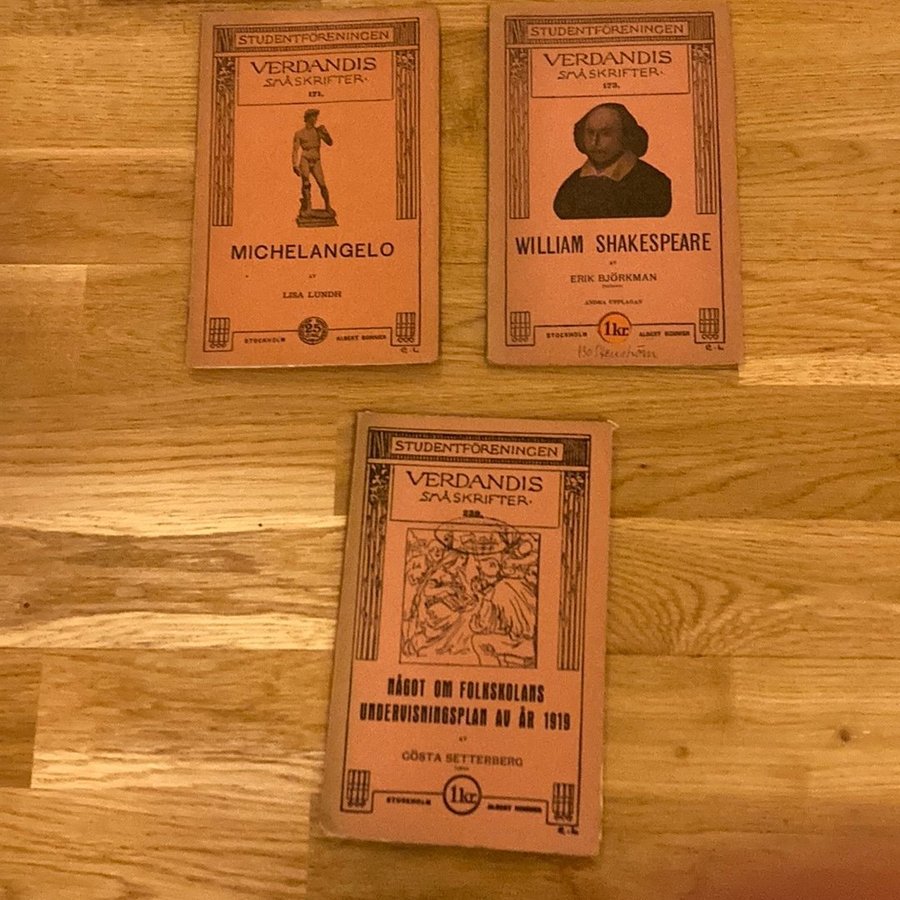 STUDENTFÖRENINGEN
VERDANDIS
SMÅSKRIFTER.
171.
MICHELANGELO
AV
LISA LUNDH
STOCKHOLM
25
ALBERT BONNIER
STUDENTFÖRENINGEN
VERDANDIS
SMÅSKRIFTER.
173.
WILLIAM SHAKESPEARE
AV
ERIK BJÖRKMAN
ANDRA UPPLAGAN
STOCKHOLM
1 kr.
ALBERT BONNIER
E.-L.
STUDENTFÖRENINGEN
VERDANDIS
SMÅSKRIFTER.
NÅGOT OM FOLKSKOLANS
UNDERVISNINGSPLAN AV ÅR 1919
AV
GÖSTA SETTERBERG
STOCKHOLM
1 kr.
ALBERT BONNIER
E.-L.